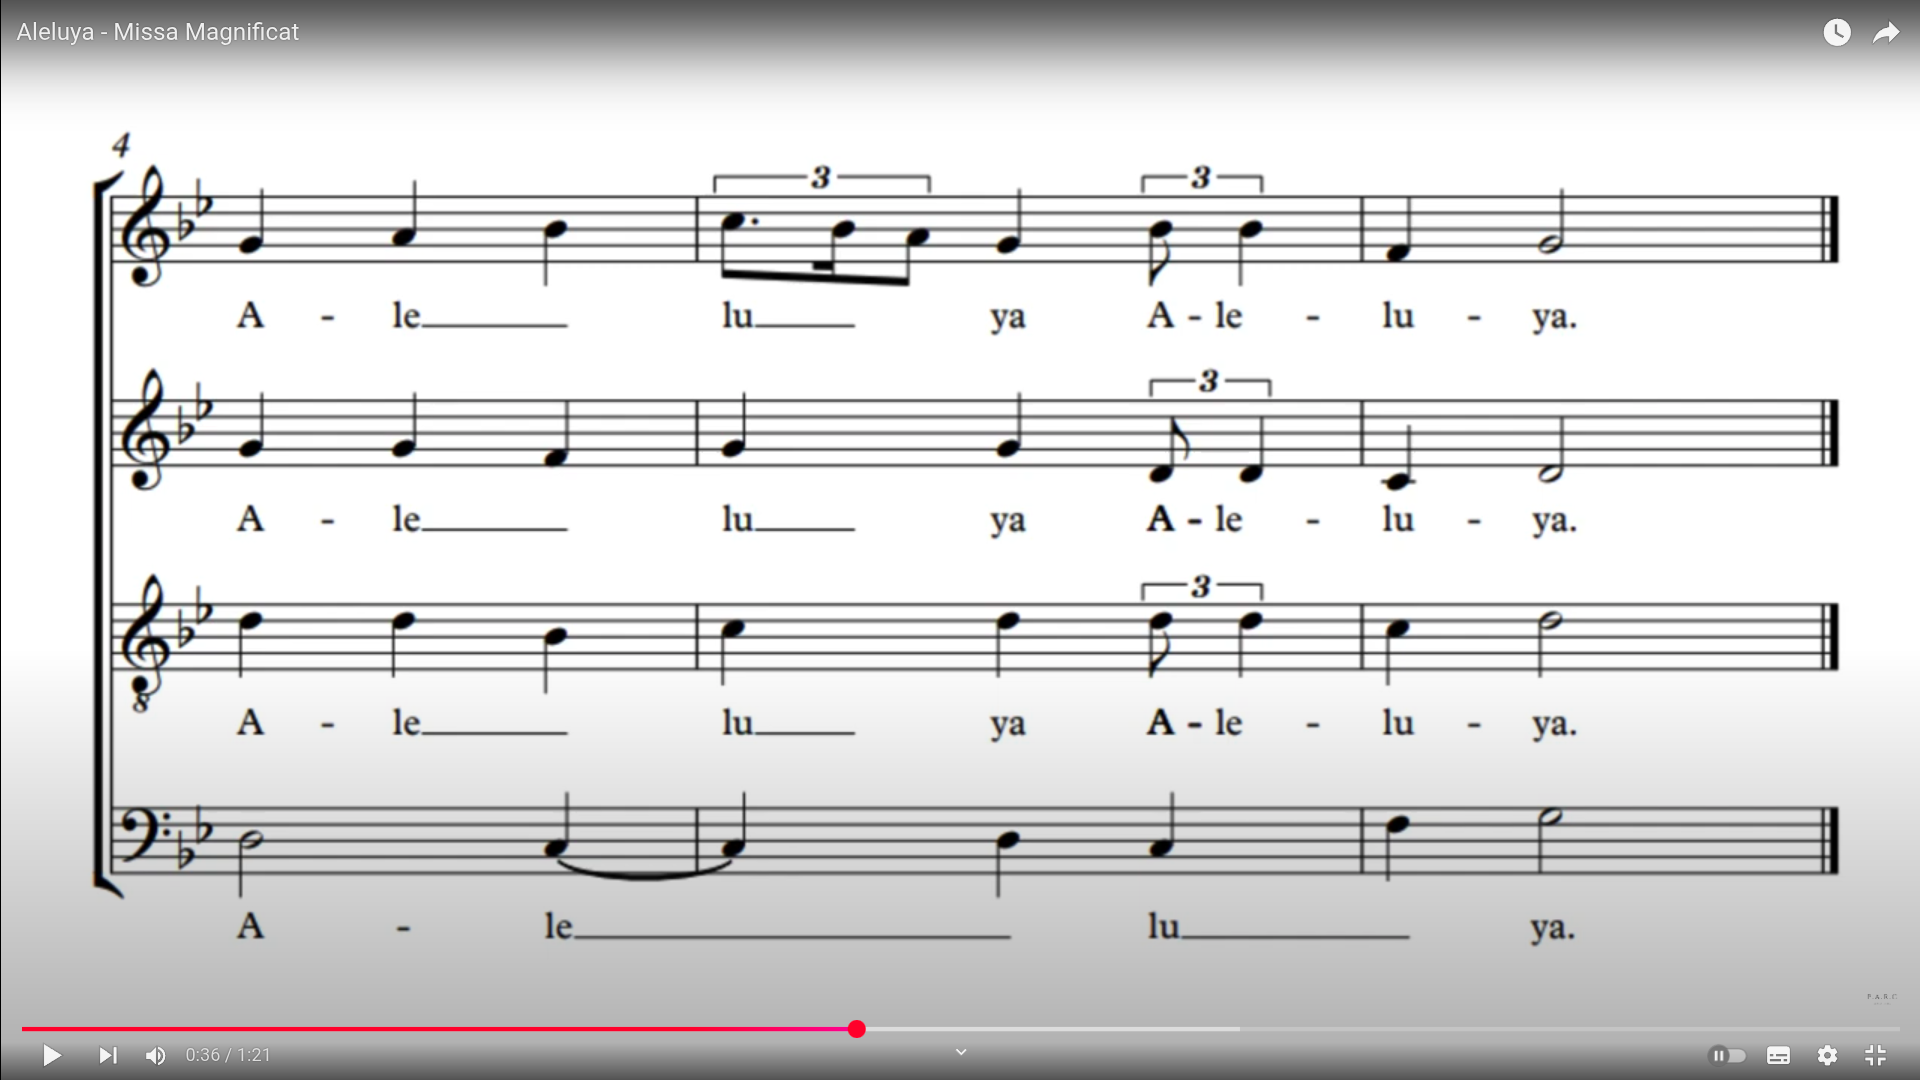 Aleluya - Missa Magnificat
4
3 3
A - le lu ya A - le - lu - ya.
3
A - le lu ya A - le - lu - ya.
3
8
A - le lu ya A - le - lu - ya.
A - le lu ya.
P.A.R.C
0:36 / 1:21